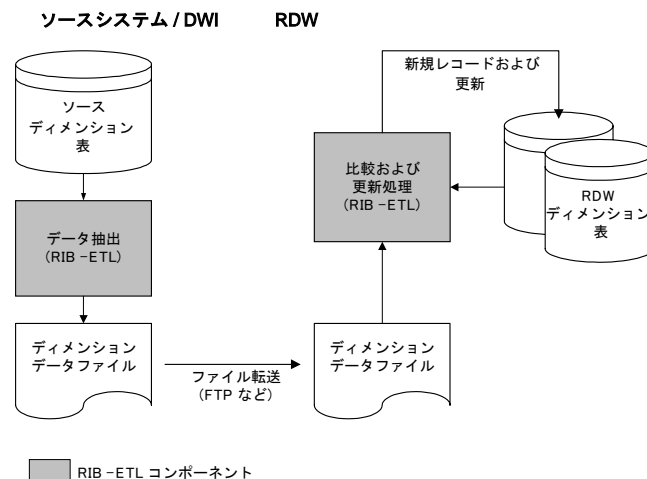 ソースシステム / DWI
RDW
ソース
ディメンション
表
データ抽出
(RIB -ETL)
ディメンション
データファイル
ファイル転送
(FTP など)
ディメンション
データファイル
比較および
更新処理
(RIB -ETL)
新規レコードおよび
更新
RDW
ディメンション
表
RIB -ETL コンポーネント